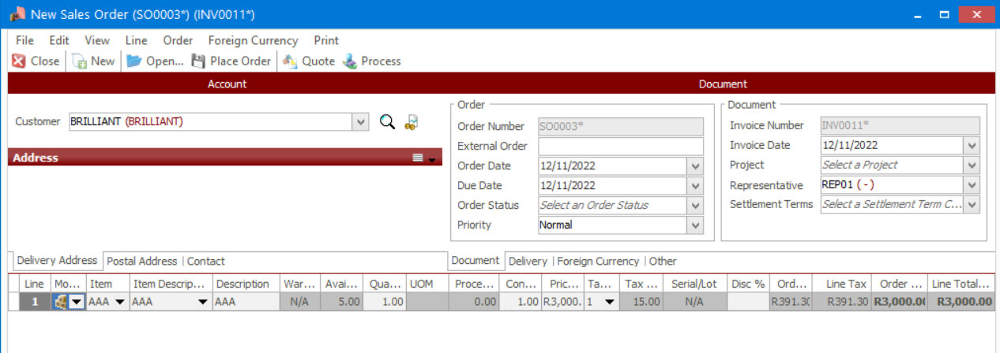 New Sales Order (SO0003*) (INV0011*)
File Edit View Line Order Foreign Currency Print
Close New Open... Place Order Quote Process
Account Document
Customer BRILLIANT (BRILLIANT)
Address
Order
Order Number SO0003*
External Order
Order Date 12/11/2022
Due Date 12/11/2022
Order Status Select an Order Status
Priority Normal
Document
Invoice Number INV0011*
Invoice Date 12/11/2022
Project Select a Project
Representative REP01 (-)
Settlement Terms Select a Settlement Term C...
Delivery Address Postal Address | Contact Document Delivery | Foreign Currency | Other
Line Mo... Item Item Descrip... Description War... Avai... Qua... UOM Proce... Con... Pric... Ta... Tax ... Serial/Lot Disc % Ord... Line Tax Order ... Line Total...
1 AAA AAA AAA N/A 5.00 1.00 0.00 1.00 R3,000. 1 15.00 N/A R391.30 R391.30 R3,000.00 R3,000.00